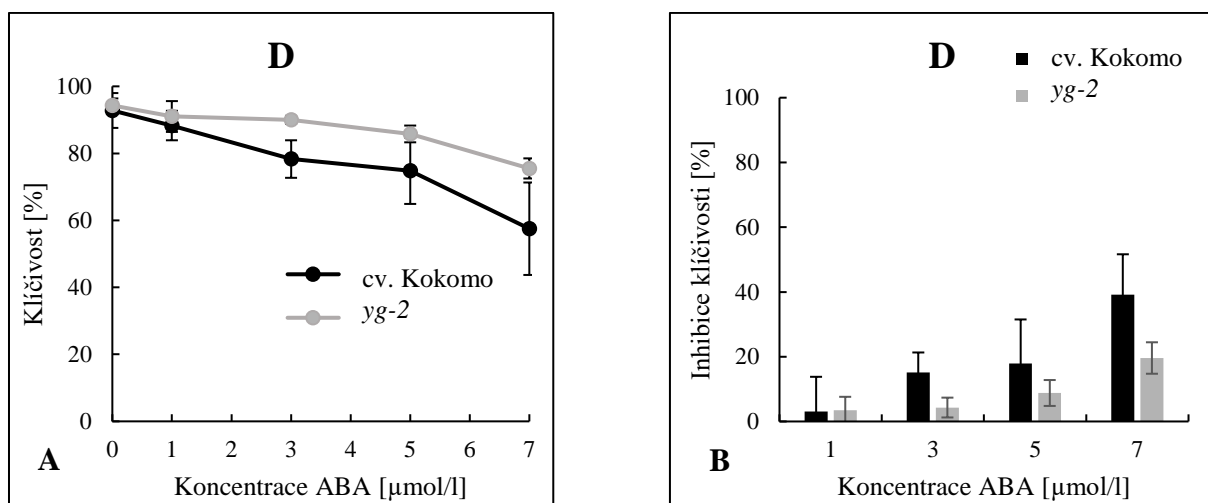 D
Klíčivost [%]
100
80
60
40
20
0
cv. Kokomo
yg-2
0 1 2 3 4 5 6 7
A
Koncentrace ABA [µmol/l]
D
cv. Kokomo
yg-2
Inhibice klíčivosti [%]
100
80
60
40
20
0
1 3 5 7
B
Koncentrace ABA [µmol/l]